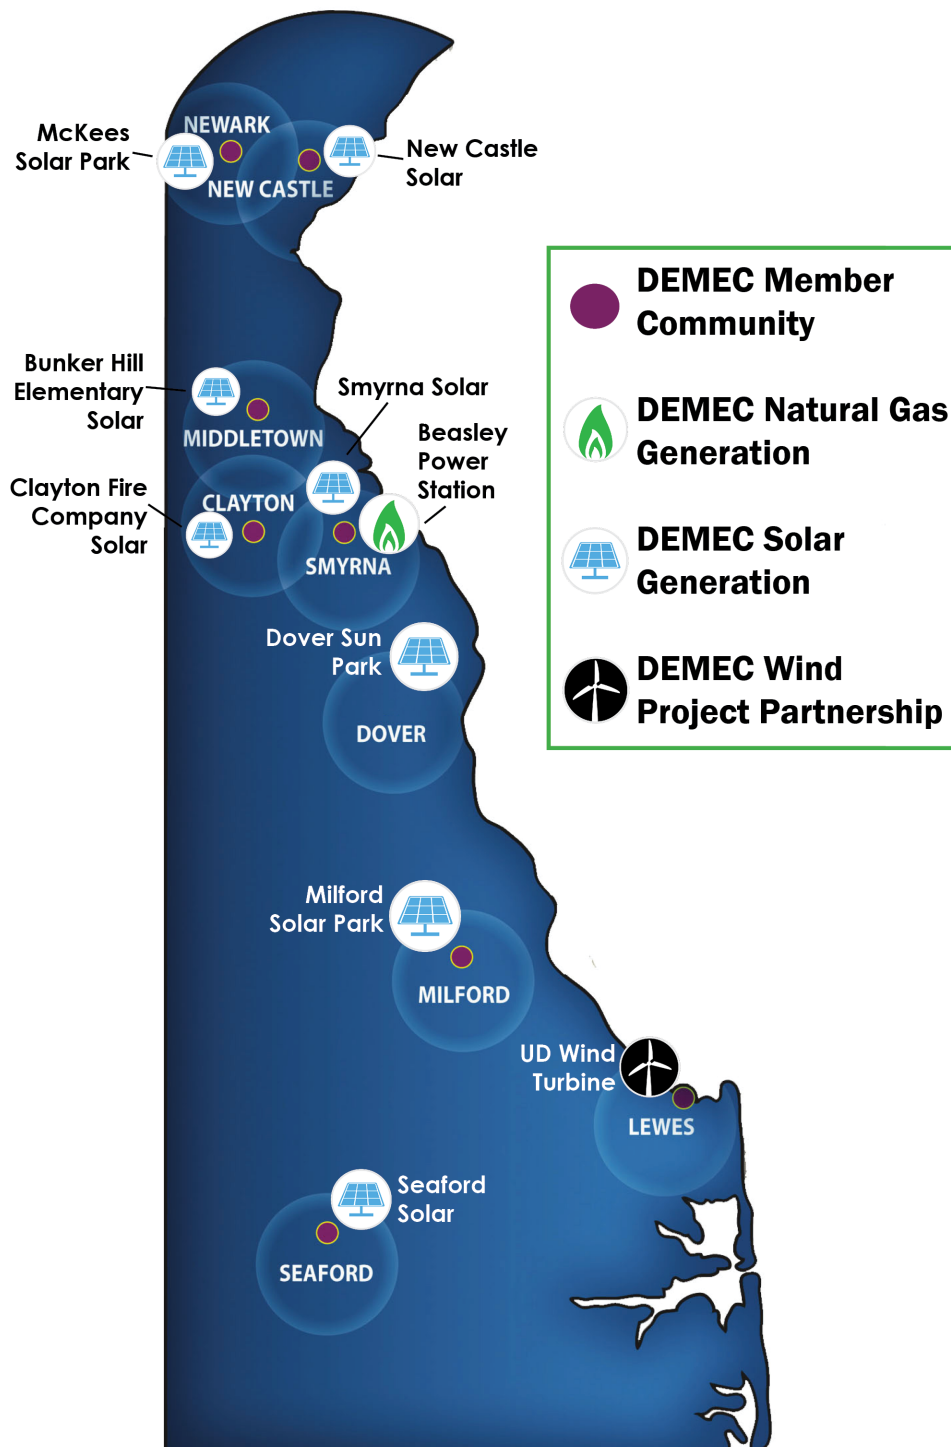 McKees
Solar Park
NEWARK
NEW CASTLE
New Castle
Solar
DEMEC Member
Community
DEMEC Natural Gas
Generation
DEMEC Solar
Generation
DEMEC Wind
Project Partnership
Bunker Hill
Elementary
Solar
MIDDLETOWN
Smyrna Solar
Beasley
Power
Station
Clayton Fire
Company
Solar
CLAYTON
SMYRNA
Dover Sun
Park
DOVER
Milford
Solar Park
MILFORD
UD Wind
Turbine
LEWES
Seaford
Solar
SEAFORD